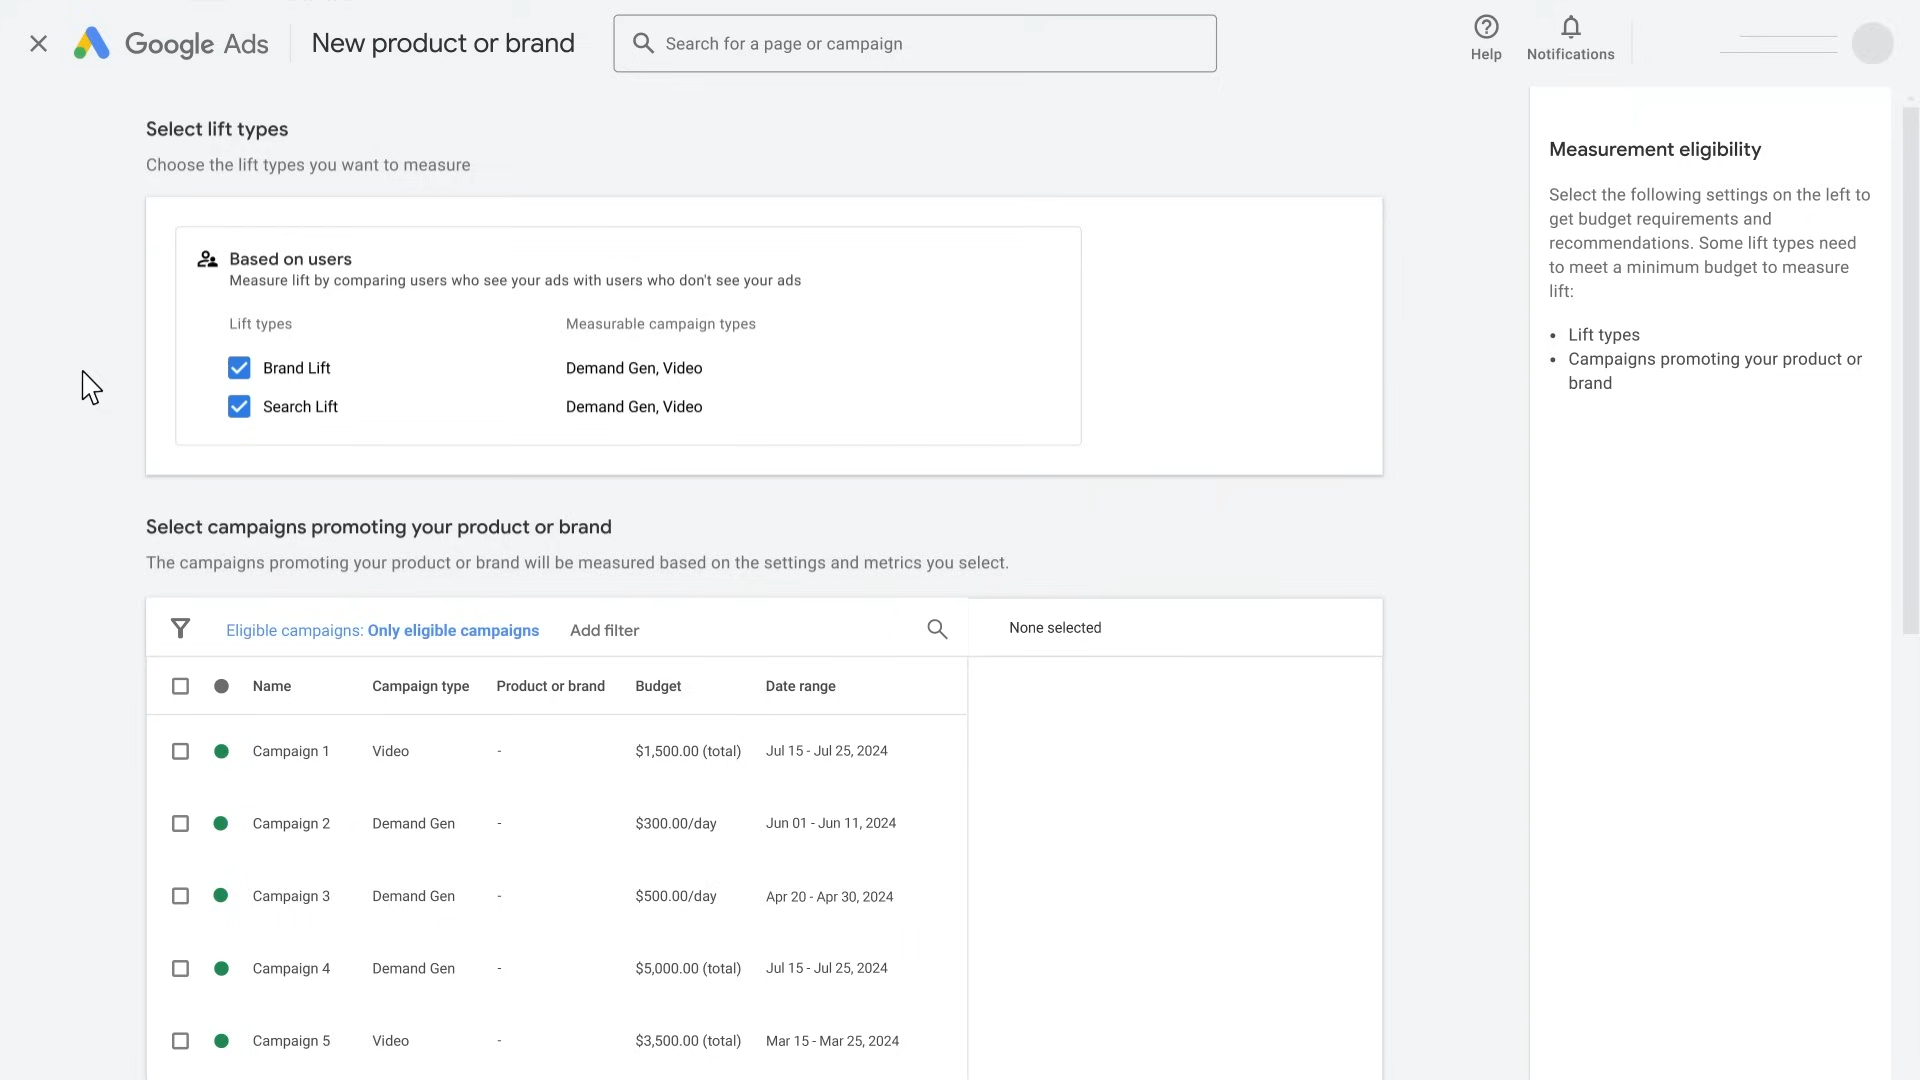 Google Ads
New product or brand
Search for a page or campaign
Help
Notifications
Select lift types
Choose the lift types you want to measure
Based on users
Measure lift by comparing users who see your ads with users who don't see your ads
Lift types Measurable campaign types
Brand Lift Demand Gen, Video
Search Lift Demand Gen, Video
Select campaigns promoting your product or brand
The campaigns promoting your product or brand will be measured based on the settings and metrics you select.
Eligible campaigns: Only eligible campaigns Add filter
None selected
Name Campaign type Product or brand Budget Date range
Campaign 1 Video - $1,500.00 (total) Jul 15 - Jul 25, 2024
Campaign 2 Demand Gen - $300.00/day Jun 01 - Jun 11, 2024
Campaign 3 Demand Gen - $500.00/day Apr 20 - Apr 30, 2024
Campaign 4 Demand Gen - $5,000.00 (total) Jul 15 - Jul 25, 2024
Campaign 5 Video - $3,500.00 (total) Mar 15 - Mar 25, 2024
Measurement eligibility
Select the following settings on the left to
get budget requirements and
recommendations. Some lift types need
to meet a minimum budget to measure
lift:
• Lift types
• Campaigns promoting your product or
brand